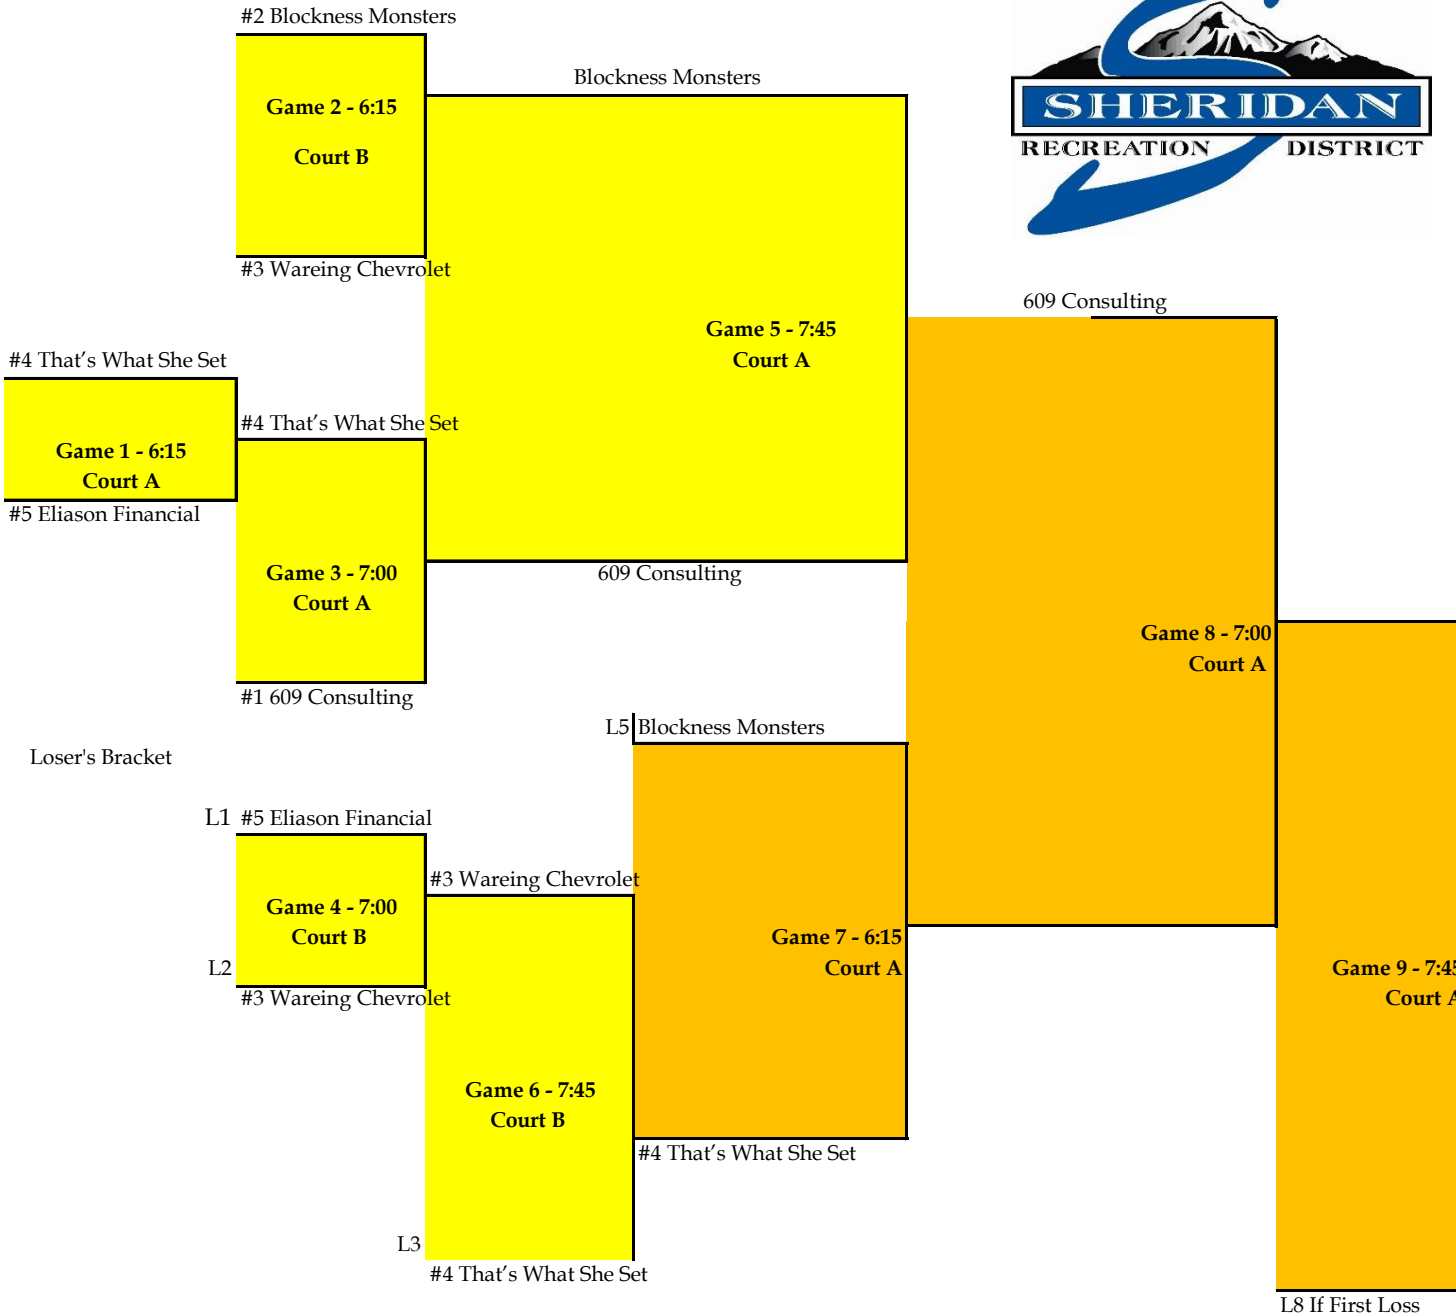 #2 Blockness Monsters
Blockness Monsters
Game 2 - 6:15
Court B
SHERIDAN
RECREATION DISTRICT
#3 Wareing Chevrolet
609 Consulting
Game 5 - 7:45
Court A
#4 That's What She Set
#4 That's What She Set
Game 1 - 6:15
Court A
#5 Eliason Financial
Game 3 - 7:00
Court A
609 Consulting
Game 8 - 7:00
Court A
#1 609 Consulting
L5 Blockness Monsters
Loser's Bracket
L1 #5 Eliason Financial
#3 Wareing Chevrolet
Game 4 - 7:00
Court B
Game 7 - 6:15
Court A
L2
#3 Wareing Chevrolet
Game 9 - 7:45
Court A
Game 6 - 7:45
Court B
#4 That's What She Set
L3
#4 That's What She Set
L8 If First Loss